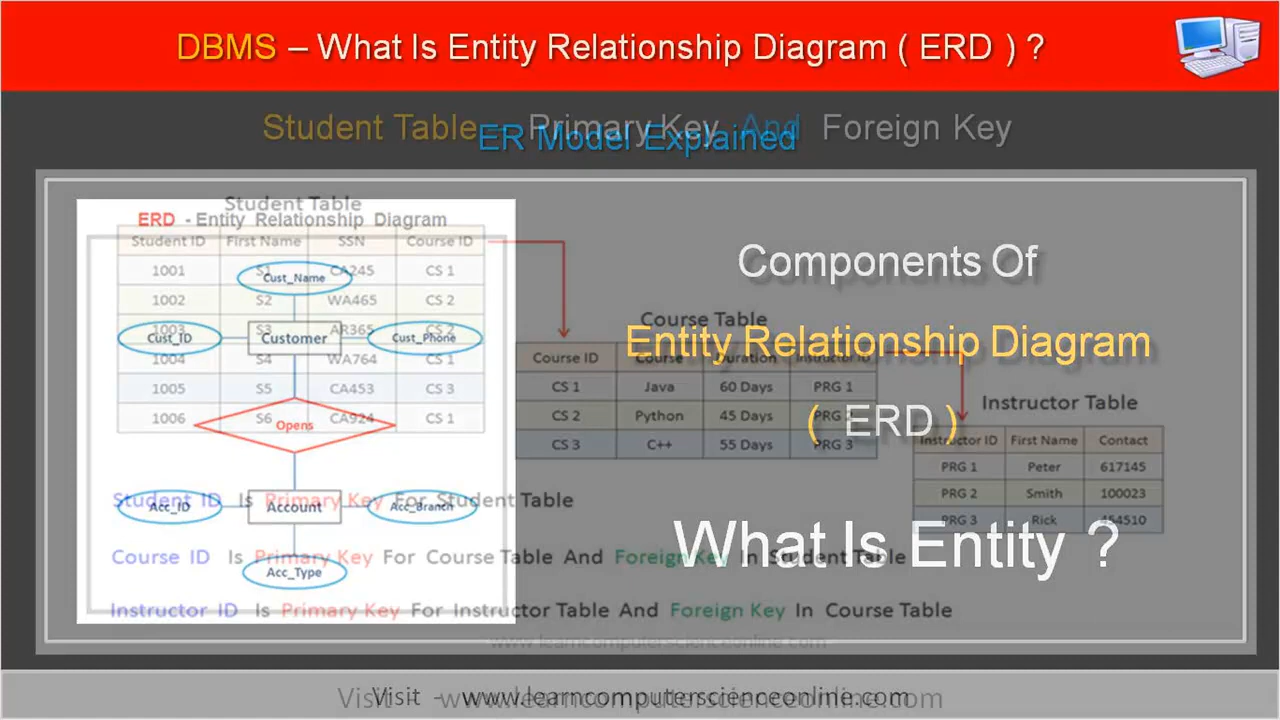 DBMS – What Is Entity Relationship Diagram ( ERD ) ?
Student Table - Primary Key And Foreign Key
ER Model Explained
Student Table
ERD - Entity Relationship Diagram
Student ID First Name SSN Course ID
1001 S1 CA245 CS 1
1002 S2 WA465 CS 2
1003 S3 AR365 CS 2
1004 S4 WA764 CS 1
1005 S5 CA453 CS 3
1006 S6 CA924 CS 1
Cust_Name
Cust_ID Customer Cust_Phone
Opens
Acc_ID Account Acc_Branch
Acc_Type
Components Of
Entity Relationship Diagram
( ERD )
What Is Entity ?
Course Table
Course ID Course Duration Instructor ID
CS 1 Java 60 Days PRG 1
CS 2 Python 45 Days PRG 2
CS 3 C++ 55 Days PRG 3
Instructor Table
Instructor ID First Name Contact
PRG 1 Peter 617145
PRG 2 Smith 100023
PRG 3 Rick 454510
Student ID Is Primary Key For Student Table
Course ID Is Primary Key For Course Table And Foreign Key In Student Table
Instructor ID Is Primary Key For Instructor Table And Foreign Key In Course Table
www.learncomputerscienceonline.com
Visit - www.learncomputerscienceonline.com
Visit - www.learncomputerscienceonline.com